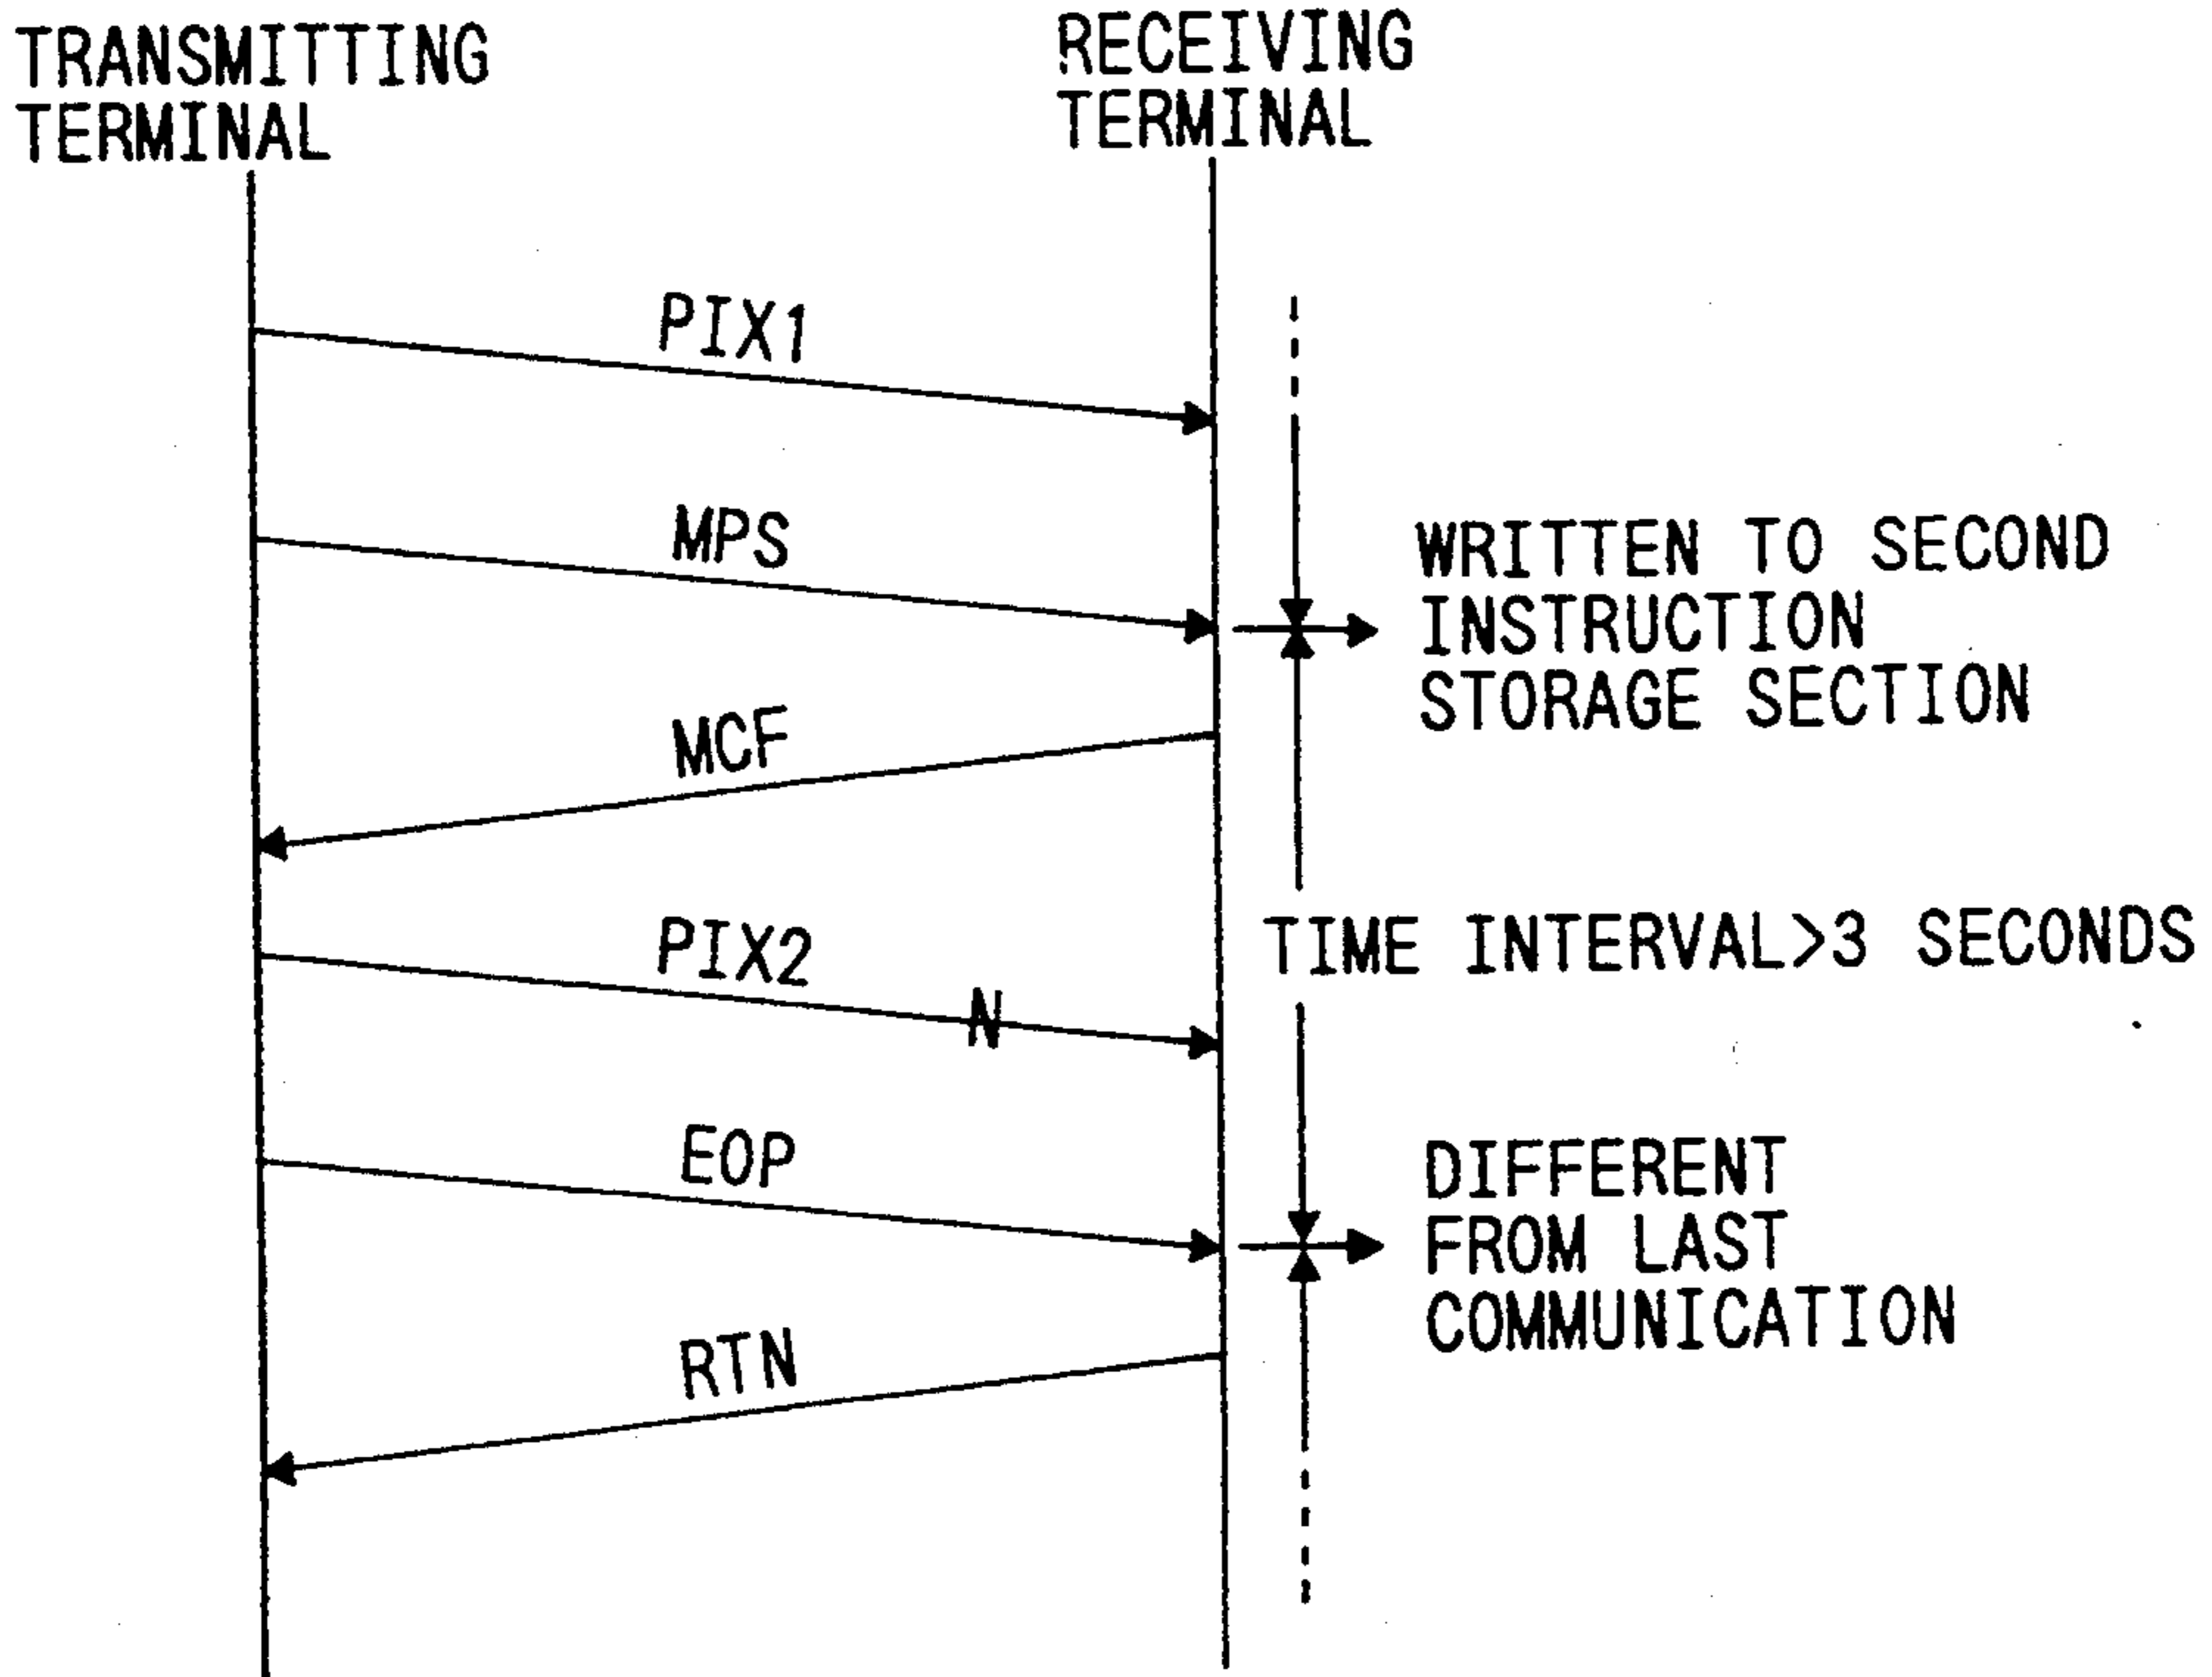 TRANSMITTING
TERMINAL
RECEIVING
TERMINAL
PIX1
MPS
WRITTEN TO SECOND
INSTRUCTION
STORAGE SECTION
MCF
TIME INTERVAL>3 SECONDS
PIX2
N
EOP
DIFFERENT
FROM LAST
COMMUNICATION
RTN